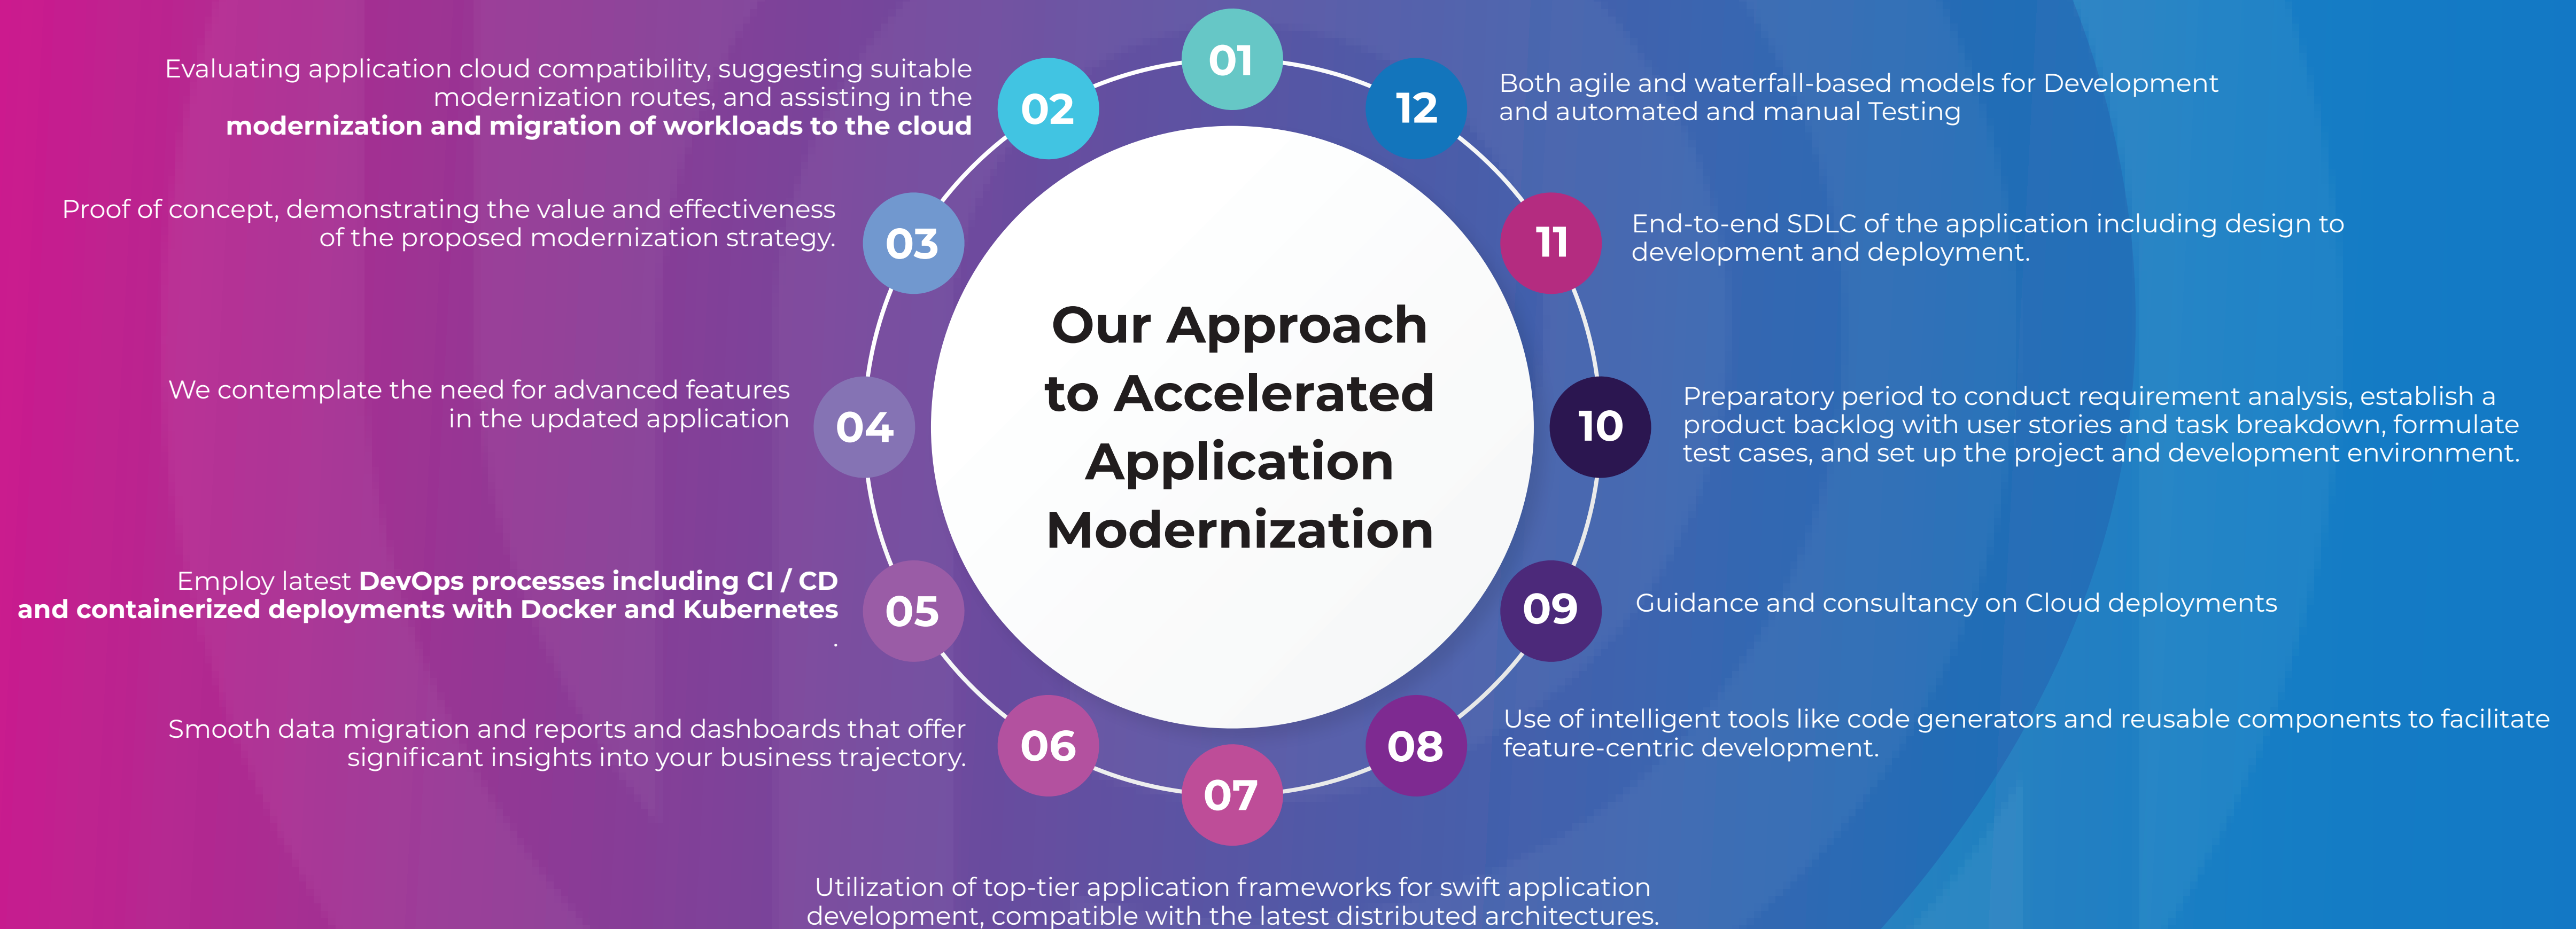 01
02
Evaluating application cloud compatibility, suggesting suitable
modernization routes, and assisting in the
modernization and migration of workloads to the cloud
03
Proof of concept, demonstrating the value and effectiveness
of the proposed modernization strategy.
04
We contemplate the need for advanced features
in the updated application
05
Employ latest DevOps processes including CI / CD
and containerized deployments with Docker and Kubernetes
.
06
Smooth data migration and reports and dashboards that offer
significant insights into your business trajectory.
07
Utilization of top-tier application frameworks for swift application
development, compatible with the latest distributed architectures.
08
Use of intelligent tools like code generators and reusable components to facilitate
feature-centric development.
09
Guidance and consultancy on Cloud deployments
10
Preparatory period to conduct requirement analysis, establish a
product backlog with user stories and task breakdown, formulate
test cases, and set up the project and development environment.
11
End-to-end SDLC of the application including design to
development and deployment.
12
Both agile and waterfall-based models for Development
and automated and manual Testing
Our Approach
to Accelerated
Application
Modernization